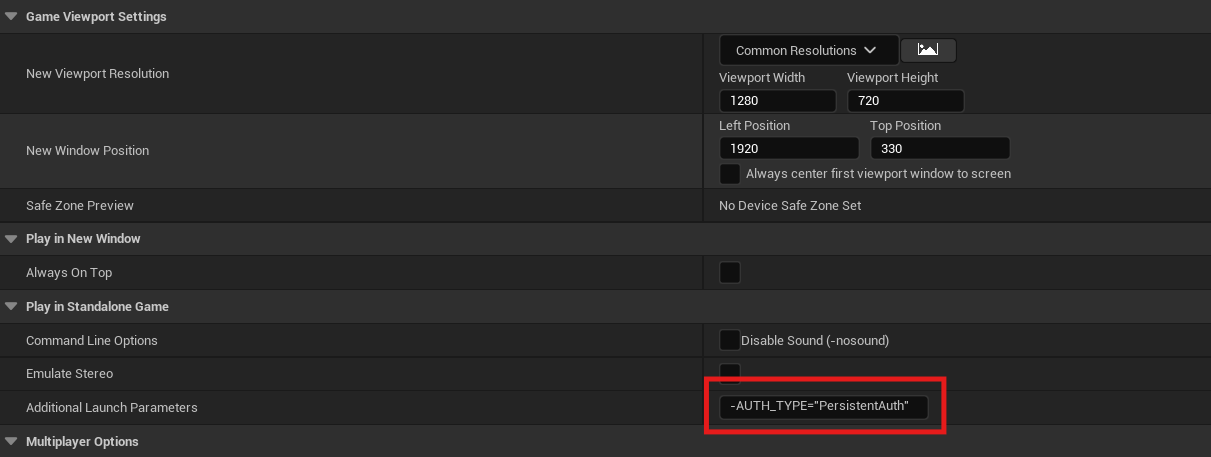 Game Viewport Settings
New Viewport Resolution
Common Resolutions
Viewport Width Viewport Height
1280 720
New Window Position
Left Position Top Position
1920 330
Always center first viewport window to screen
Safe Zone Preview No Device Safe Zone Set
Play in New Window
Always On Top
Play in Standalone Game
Command Line Options Disable Sound (-nosound)
Emulate Stereo
Additional Launch Parameters -AUTH_TYPE="PersistentAuth"
Multiplayer Options